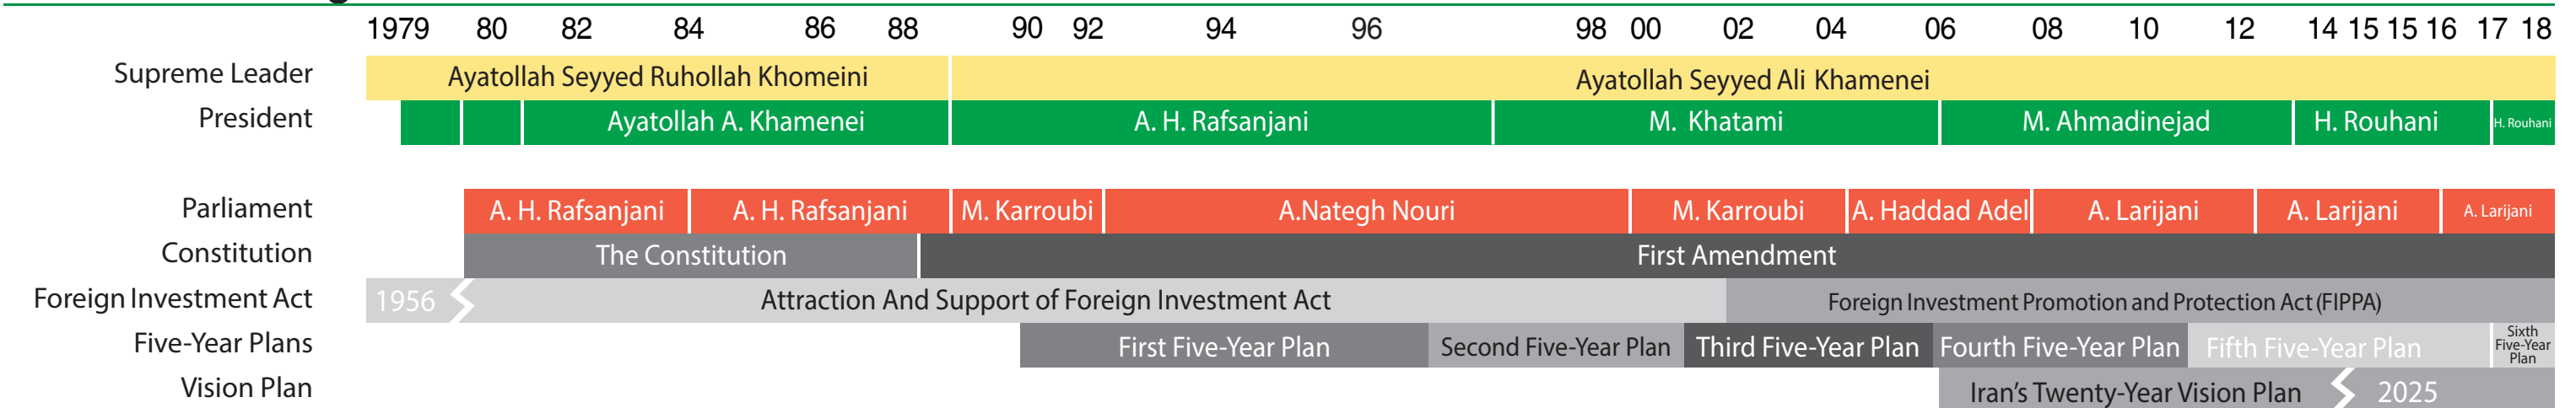 1979 80 82 84 86 88 90 92 94 96 98 00 02 04 06 08 10 12 14 15 15 16 17 18
Supreme Leader Ayatollah Seyyed Ruhollah Khomeini Ayatollah Seyyed Ali Khamenei
President Ayatollah A. Khamenei A. H. Rafsanjani M. Khatami M. Ahmadinejad H. Rouhani H. Rouhani
Parliament A. H. Rafsanjani A. H. Rafsanjani M. Karroubi A.Nategh Nouri M. Karroubi A. Haddad Adel A. Larijani A. Larijani A. Larijani
Constitution The Constitution First Amendment
Foreign Investment Act 1956 Attraction And Support of Foreign Investment Act Foreign Investment Promotion and Protection Act (FIPPA)
Five-Year Plans First Five-Year Plan Second Five-Year Plan Third Five-Year Plan Fourth Five-Year Plan Fifth Five-Year Plan Sixth Five-Year Plan
Vision Plan Iran's Twenty-Year Vision Plan 2025